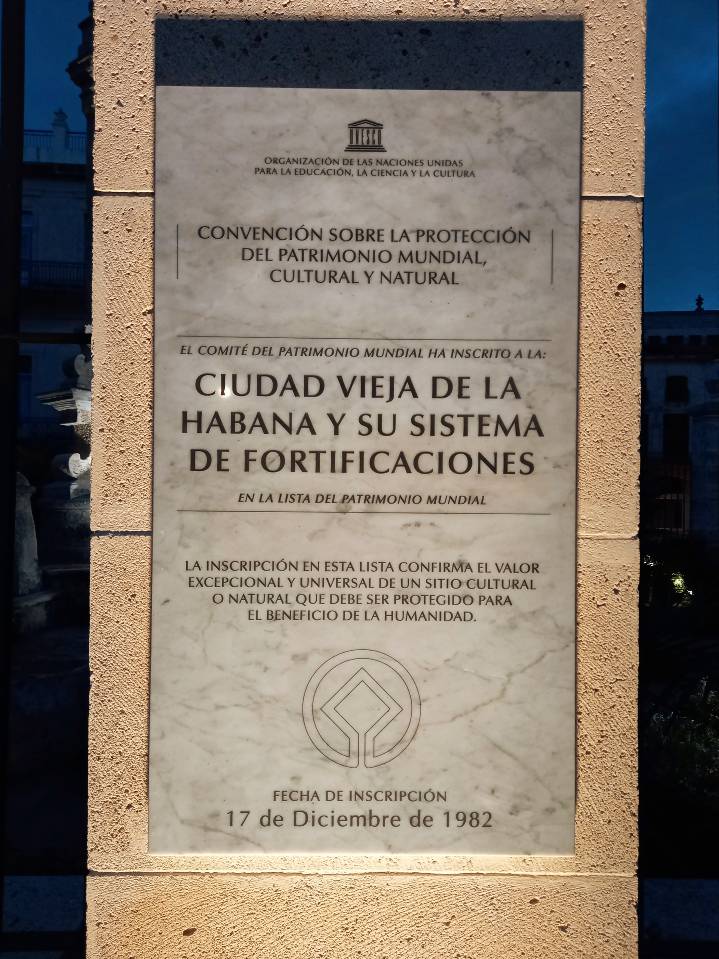 UNESCO
ORGANIZACIÓN DE LAS NACIONES UNIDAS
PARA LA EDUCACIÓN, LA CIENCIA Y LA CULTURA
CONVENCIÓN SOBRE LA PROTECCIÓN
DEL PATRIMONIO MUNDIAL,
CULTURAL Y NATURAL
EL COMITÉ DEL PATRIMONIO MUNDIAL HA INSCRITO A LA:
CIUDAD VIEJA DE LA
HABANA Y SU SISTEMA
DE FORTIFICACIONES
EN LA LISTA DEL PATRIMONIO MUNDIAL
LA INSCRIPCIÓN EN ESTA LISTA CONFIRMA EL VALOR
EXCEPCIONAL Y UNIVERSAL DE UN SITIO CULTURAL
O NATURAL QUE DEBE SER PROTEGIDO PARA
EL BENEFICIO DE LA HUMANIDAD.
FECHA DE INSCRIPCIÓN
17 de Diciembre de 1982